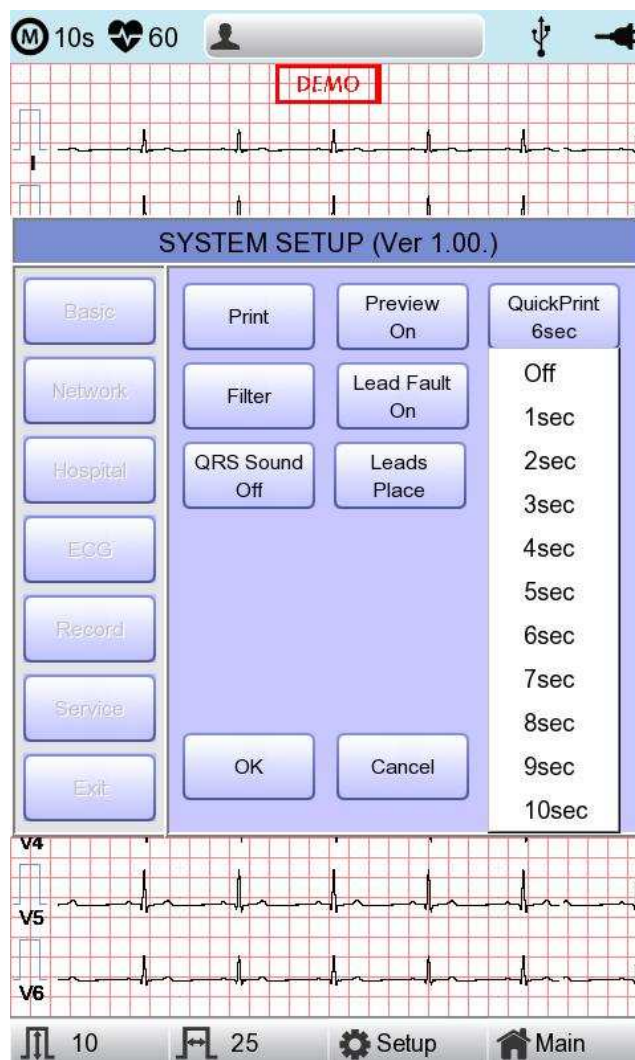 M 10s 60
DEMO
I
SYSTEM SETUP (Ver 1.00.)
Basic
Network
Hospital
ECG
Record
Service
Exit
Print
Preview
On
QuickPrint
6sec
Filter
Lead Fault
On
QRS Sound
Off
Leads
Place
Off
1sec
2sec
3sec
4sec
5sec
6sec
7sec
8sec
9sec
10sec
OK
Cancel
V4
V5
V6
10
25
Setup
Main